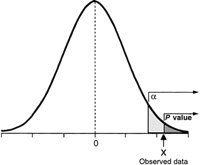 α
P value
0
X
Observed data